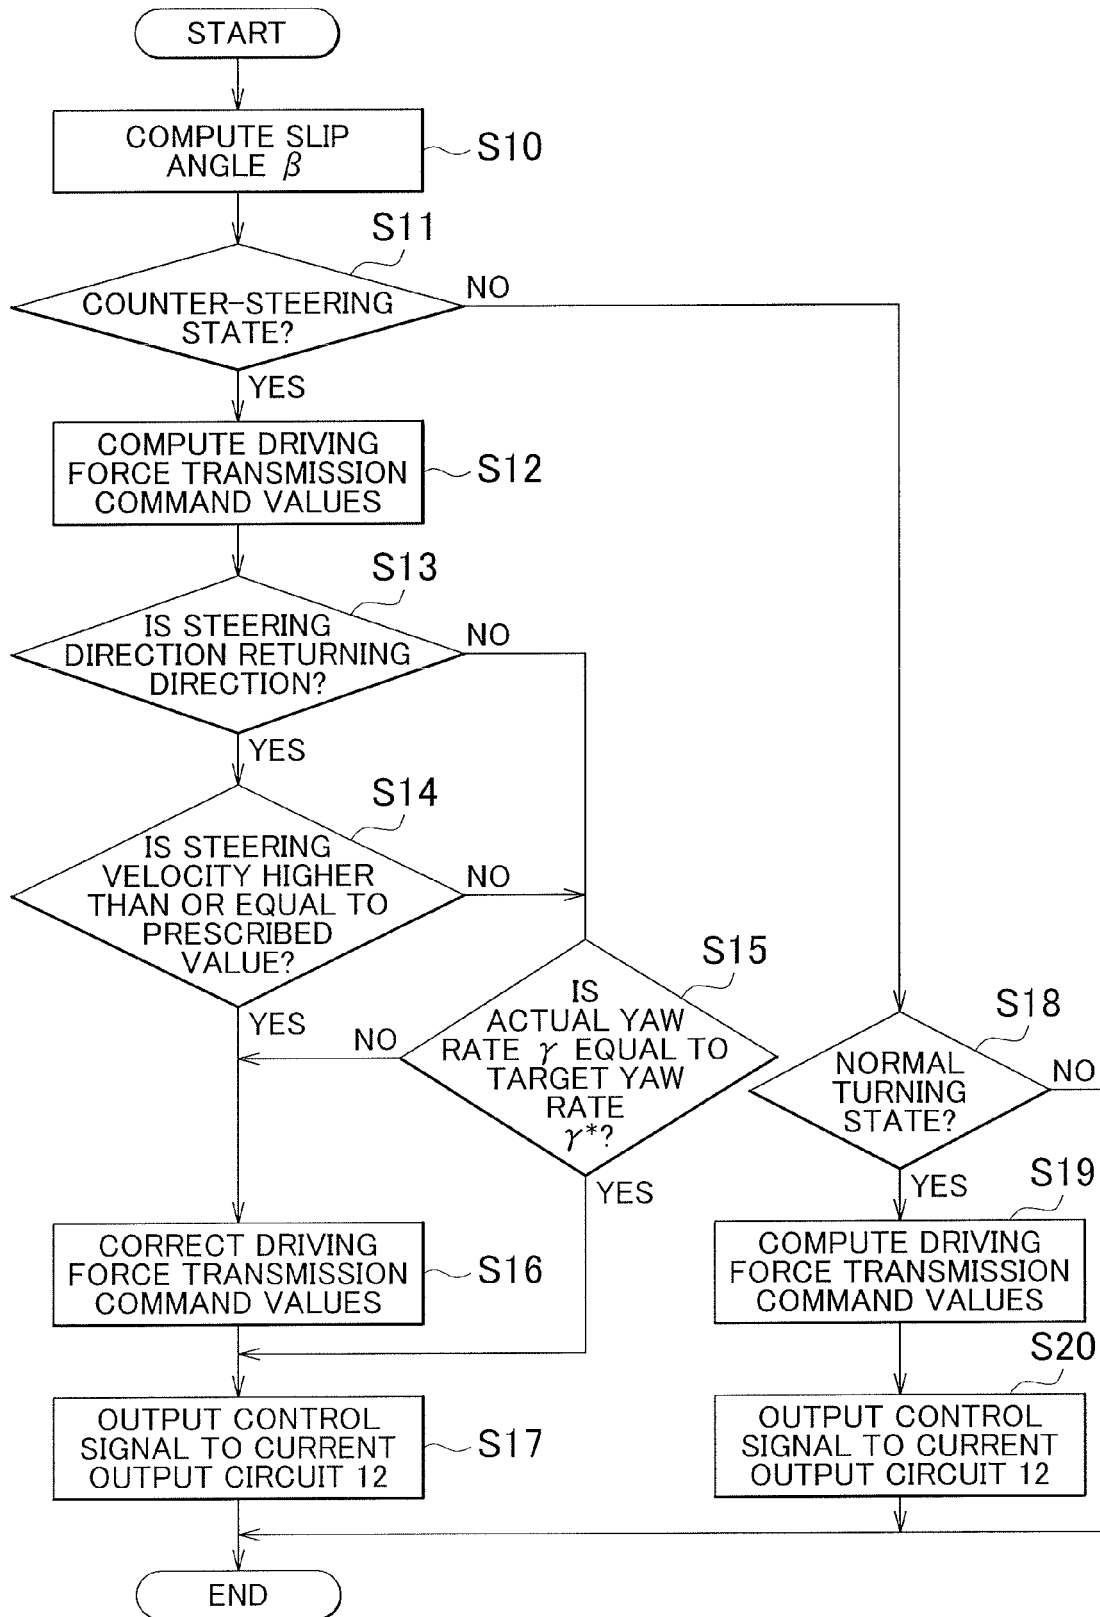 START
COMPUTE SLIP
ANGLE β
S10
S11
COUNTER-STEERING
STATE?
NO
YES
COMPUTE DRIVING
FORCE TRANSMISSION
COMMAND VALUES
S12
S13
IS STEERING
DIRECTION RETURNING
DIRECTION?
NO
YES
S14
IS STEERING
VELOCITY HIGHER
THAN OR EQUAL TO
PRESCRIBED
VALUE?
NO
YES
S15
IS
ACTUAL YAW
RATE γ EQUAL TO
TARGET YAW
RATE
γ*?
NO
YES
CORRECT DRIVING
FORCE TRANSMISSION
COMMAND VALUES
S16
OUTPUT CONTROL
SIGNAL TO CURRENT
OUTPUT CIRCUIT 12
S17
S18
NORMAL
TURNING
STATE?
NO
YES
S19
COMPUTE DRIVING
FORCE TRANSMISSION
COMMAND VALUES
S20
OUTPUT CONTROL
SIGNAL TO CURRENT
OUTPUT CIRCUIT 12
END